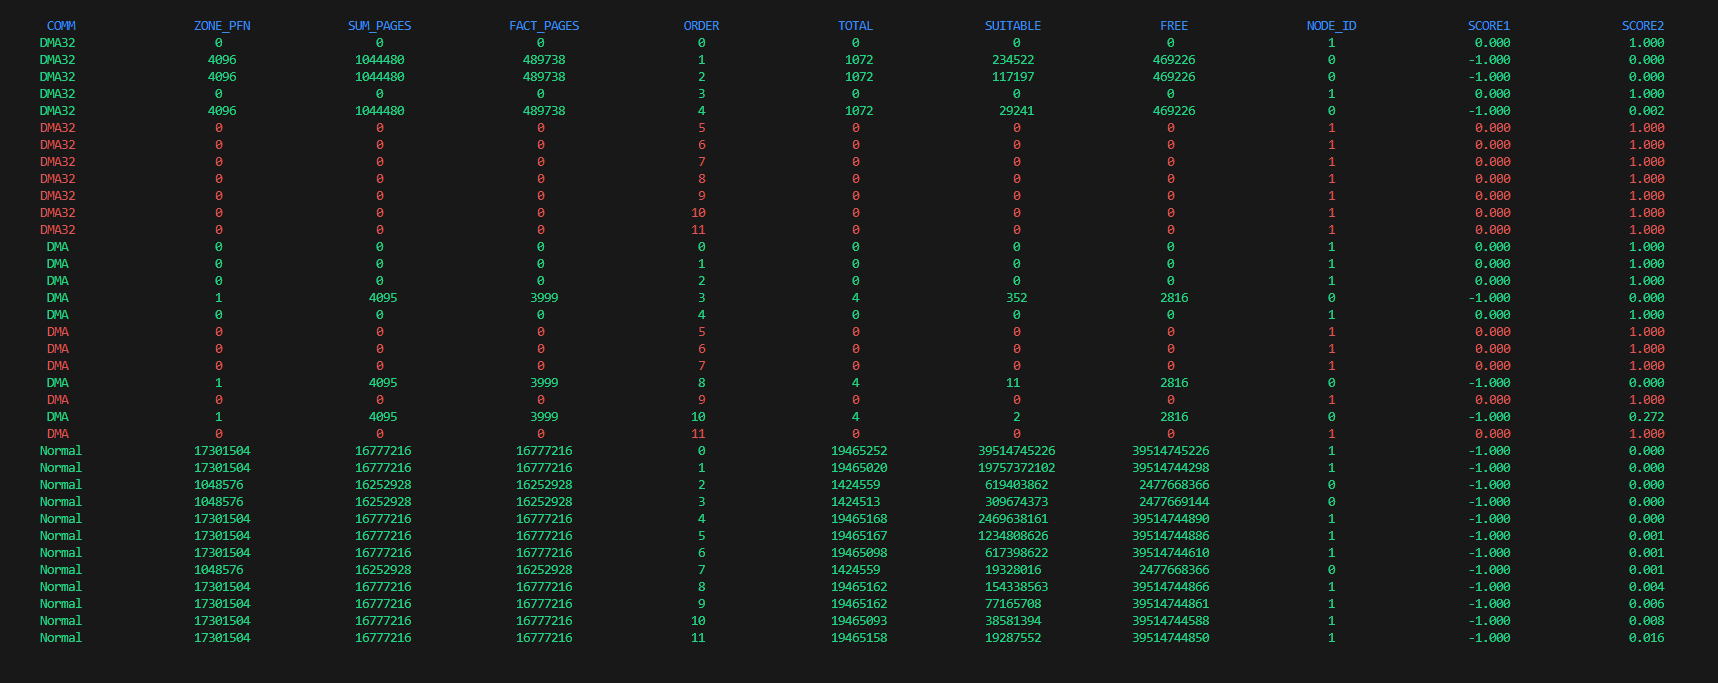 COMM ZONE_PFN SUM_PAGES FACT_PAGES ORDER TOTAL SUITABLE FREE NODE_ID SCORE1 SCORE2
DMA32 0 0 0 0 0 0 0 1 0.000 1.000
DMA32 4096 1044480 489738 1 1072 234522 469226 0 -1.000 0.000
DMA32 4096 1044480 489738 2 1072 117197 469226 0 -1.000 0.000
DMA32 0 0 0 3 0 0 0 1 0.000 1.000
DMA32 4096 1044480 489738 4 1072 29241 469226 0 -1.000 0.002
DMA32 0 0 0 5 0 0 0 1 0.000 1.000
DMA32 0 0 0 6 0 0 0 1 0.000 1.000
DMA32 0 0 0 7 0 0 0 1 0.000 1.000
DMA32 0 0 0 8 0 0 0 1 0.000 1.000
DMA32 0 0 0 9 0 0 0 1 0.000 1.000
DMA32 0 0 0 10 0 0 0 1 0.000 1.000
DMA32 0 0 0 11 0 0 0 1 0.000 1.000
DMA 0 0 0 0 0 0 0 1 0.000 1.000
DMA 0 0 0 1 0 0 0 1 0.000 1.000
DMA 0 0 0 2 0 0 0 1 0.000 1.000
DMA 1 4095 3999 3 4 352 2816 0 -1.000 0.000
DMA 0 0 0 4 0 0 0 1 0.000 1.000
DMA 0 0 0 5 0 0 0 1 0.000 1.000
DMA 0 0 0 6 0 0 0 1 0.000 1.000
DMA 0 0 0 7 0 0 0 1 0.000 1.000
DMA 1 4095 3999 8 4 11 2816 0 -1.000 0.000
DMA 0 0 0 9 0 0 0 1 0.000 1.000
DMA 1 4095 3999 10 4 2 2816 0 -1.000 0.272
DMA 0 0 0 11 0 0 0 1 0.000 1.000
Normal 17301504 16777216 16777216 0 19465252 39514745226 39514745226 1 -1.000 0.000
Normal 17301504 16777216 16777216 1 19465020 19757372102 39514744298 1 -1.000 0.000
Normal 1048576 16252928 16252928 2 1424559 619403862 2477668366 0 -1.000 0.000
Normal 1048576 16252928 16252928 3 1424513 309674373 2477669144 0 -1.000 0.000
Normal 17301504 16777216 16777216 4 19465168 2469638161 39514744890 1 -1.000 0.000
Normal 17301504 16777216 16777216 5 19465167 1234808626 39514744886 1 -1.000 0.001
Normal 17301504 16777216 16777216 6 19465098 617398622 39514744610 1 -1.000 0.001
Normal 1048576 16252928 16252928 7 1424559 19328016 2477668366 0 -1.000 0.001
Normal 17301504 16777216 16777216 8 19465162 154338563 39514744866 1 -1.000 0.004
Normal 17301504 16777216 16777216 9 19465162 77165708 39514744861 1 -1.000 0.006
Normal 17301504 16777216 16777216 10 19465093 38581394 39514744588 1 -1.000 0.008
Normal 17301504 16777216 16777216 11 19465158 19287552 39514744850 1 -1.000 0.016